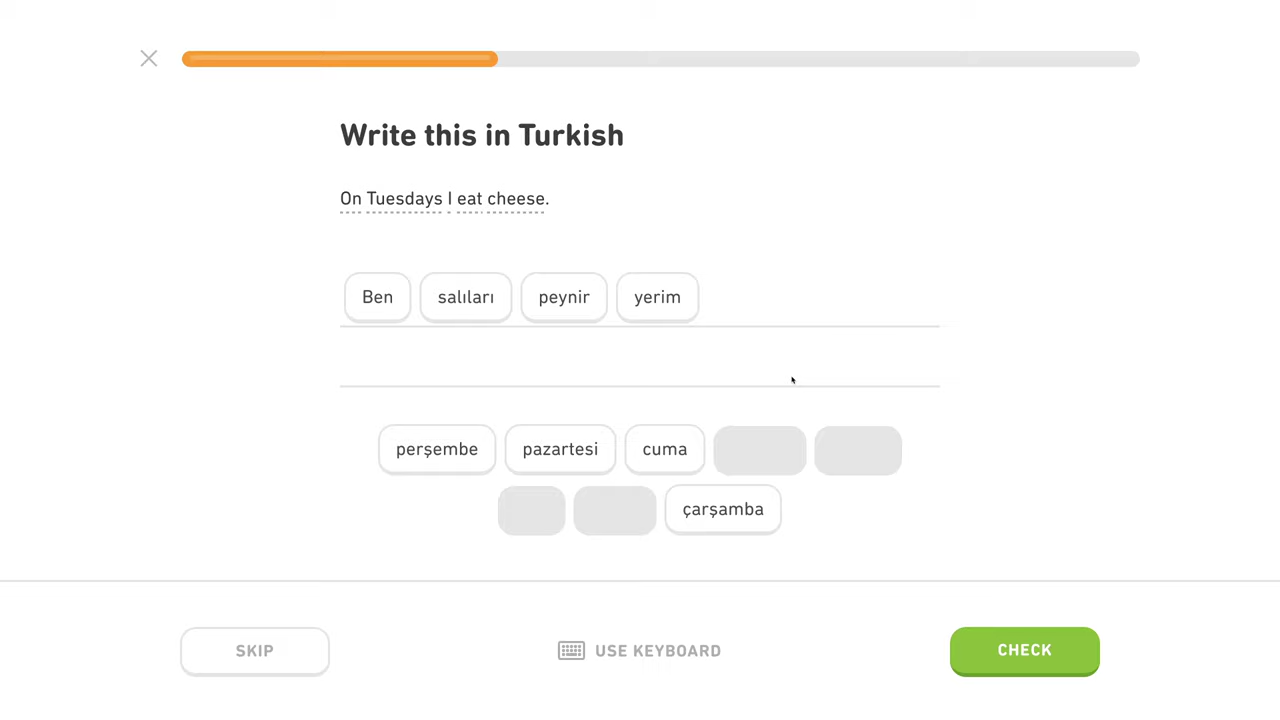 Write this in Turkish
On Tuesdays I eat cheese.
Ben salıları peynir yerim
perşembe pazartesi cuma
çarşamba
SKIP USE KEYBOARD CHECK